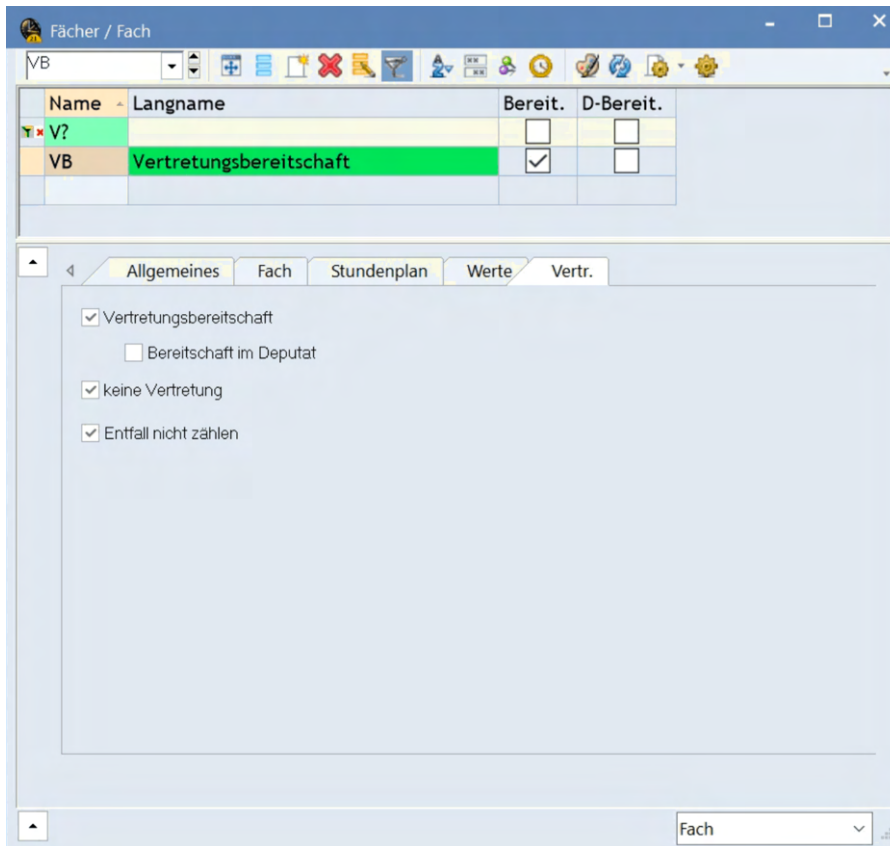 Fächer / Fach
VB
Name Langname Bereit. D-Bereit.
V?
VB Vertretungsbereitschaft
Allgemeines Fach Stundenplan Werte Vertr.
Vertretungsbereitschaft
Bereitschaft im Deputat
keine Vertretung
Entfall nicht zählen
Fach